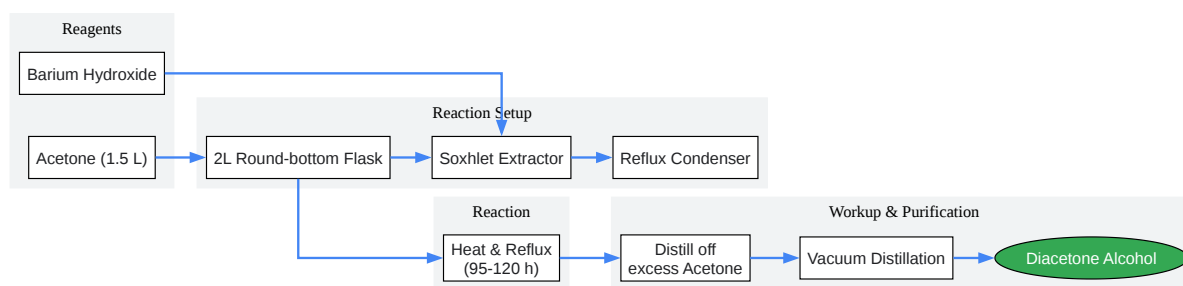 Reagents
Barium Hydroxide
Acetone (1.5 L)
Reaction Setup
2L Round-bottom Flask
Soxhlet Extractor
Reflux Condenser
Reaction
Heat & Reflux
(95-120 h)
Workup & Purification
Distill off
excess Acetone
Vacuum Distillation
Diacetone Alcohol